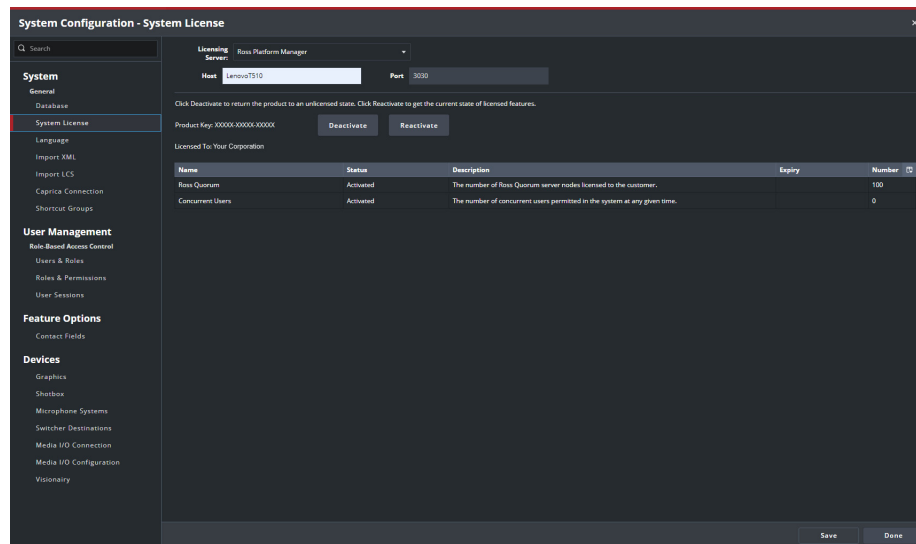 System Configuration - System License
×
Search
System
General
Database
System License
Language
Import XML
Import LCS
Caprica Connection
Shortcut Groups
User Management
Role-Based Access Control
Users & Roles
Roles & Permissions
User Sessions
Feature Options
Contact Fields
Devices
Graphics
Shotbox
Microphone Systems
Switcher Destinations
Media I/O Connection
Media I/O Configuration
Visionairy
Licensing Server: Ross Platform Manager
Host LenovoT510 Port 3030
Click Deactivate to return the product to an unlicensed state. Click Reactivate to get the current state of licensed features.
Product Key: XXXXX-XXXXX-XXXXX Deactivate Reactivate
Licensed To: Your Corporation
Name Status Description Expiry Number
Ross Quorum Activated The number of Ross Quorum server nodes licensed to the customer. 100
Concurrent Users Activated The number of concurrent users permitted in the system at any given time. 0
Save Done